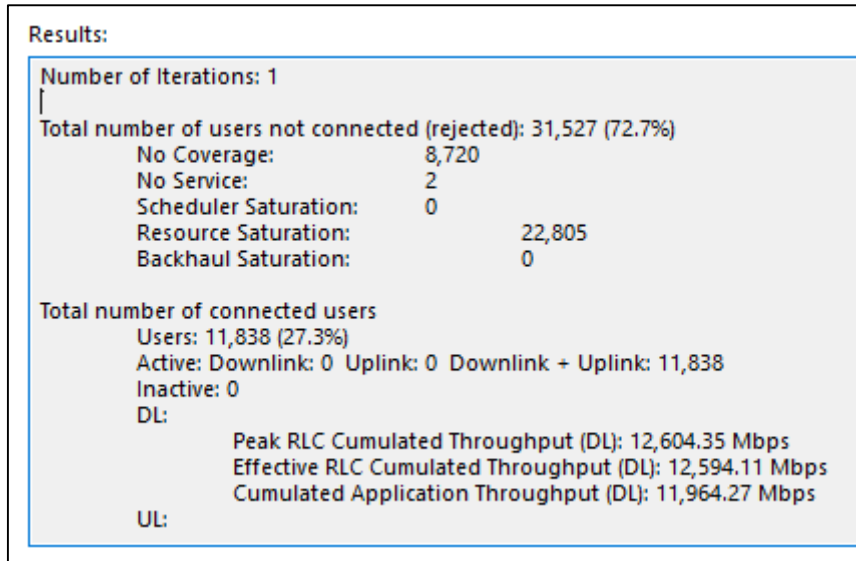 Results:
Number of Iterations: 1
Total number of users not connected (rejected): 31,527 (72.7%)
No Coverage: 8,720
No Service: 2
Scheduler Saturation: 0
Resource Saturation: 22,805
Backhaul Saturation: 0
Total number of connected users
Users: 11,838 (27.3%)
Active: Downlink: 0 Uplink: 0 Downlink + Uplink: 11,838
Inactive: 0
DL:
Peak RLC Cumulated Throughput (DL): 12,604.35 Mbps
Effective RLC Cumulated Throughput (DL): 12,594.11 Mbps
Cumulated Application Throughput (DL): 11,964.27 Mbps
UL: